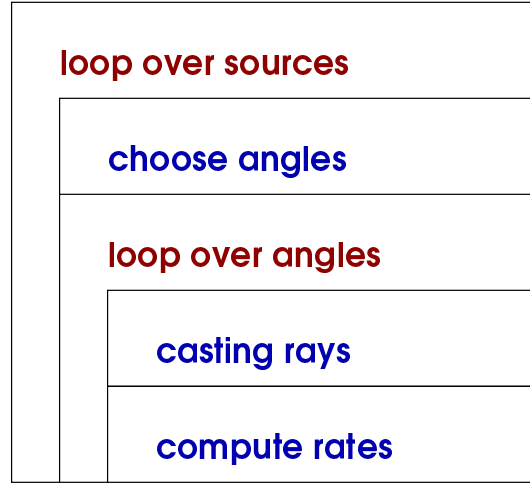 loop over sources
choose angles
loop over angles
casting rays
compute rates